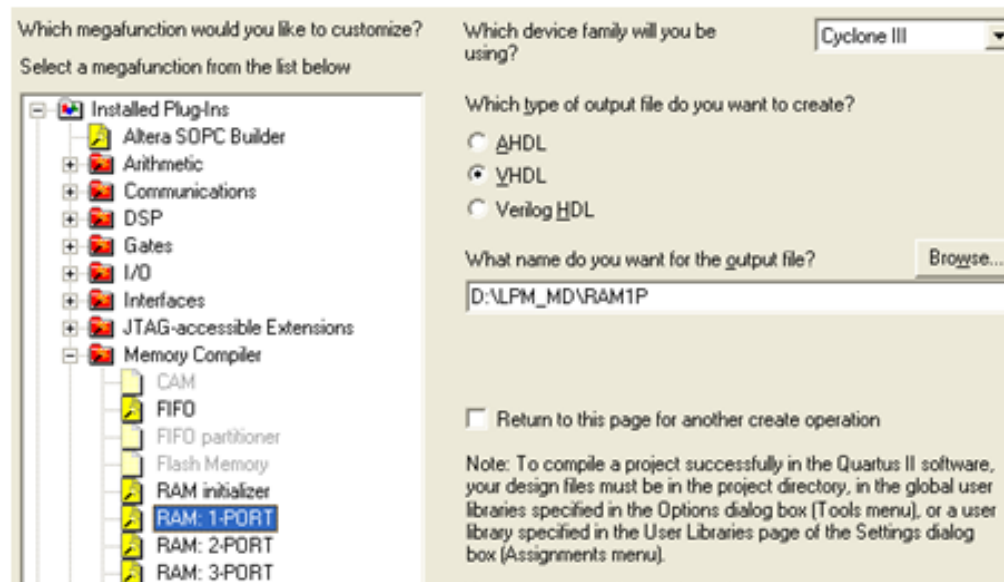 Which megafunction would you like to customize?
Select a megafunction from the list below
Installed Plug-Ins
Altera SOPC Builder
Arithmetic
Communications
DSP
Gates
I/O
Interfaces
JTAG-accessible Extensions
Memory Compiler
CAM
FIFO
FIFO partitioner
Flash Memory
RAM initializer
RAM: 1-PORT
RAM: 2-PORT
RAM: 3-PORT
Which device family will you be
using?
Cyclone III
Which type of output file do you want to create?
AHDL
VHDL
Verilog HDL
What name do you want for the output file?
Browse...
D:\LPM_MD\RAM1P
Return to this page for another create operation
Note: To compile a project successfully in the Quartus II software,
your design files must be in the project directory, in the global user
libraries specified in the Options dialog box (Tools menu), or a user
library specified in the User Libraries page of the Settings dialog
box (Assignments menu).